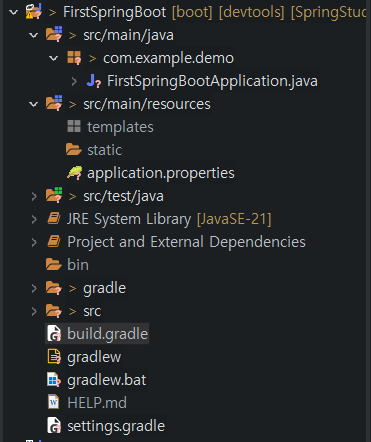 > FirstSpringBoot [boot] [devtools] [SpringStud
> src/main/java
> com.example.demo
> FirstSpringBootApplication.java
> src/main/resources
templates
static
application.properties
> src/test/java
JRE System Library [JavaSE-21]
Project and External Dependencies
bin
> gradle
> src
build.gradle
gradlew
gradlew.bat
HELP.md
settings.gradle